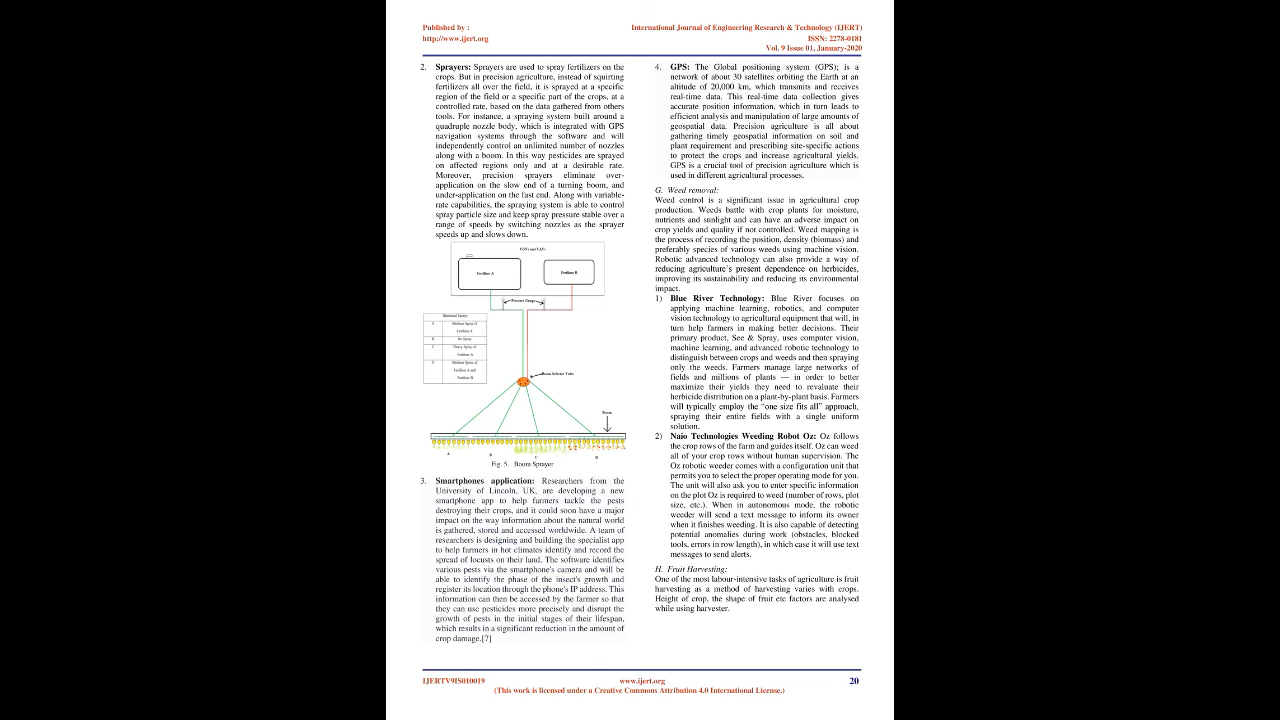 Published by :
http://www.ijert.org
International Journal of Engineering Research & Technology (IJERT)
ISSN: 2278-0181
Vol. 9 Issue 01, January-2020
2. Sprayers: Sprayers are used to spray fertilizers on the
crops. But in precision agriculture, instead of squirting
fertilizers all over the field, it is sprayed at a specific
region of the field or a specific part of the crops, at a
controlled rate, based on the data gathered from others
tools. For instance, a spraying system built around a
quadruple nozzle body, which is integrated with GPS
navigation systems through the software and will
independently control an unlimited number of nozzles
along with a boom. In this way pesticides are sprayed
on affected regions only and at a desirable rate.
Moreover, precision sprayers eliminate over-
application on the slow end of a turning boom, and
under-application on the fast end. Along with variable-
rate capabilities, the spraying system is able to control
spray particle size and keep spray pressure stable over a
range of speeds by switching nozzles as the sprayer
speeds up and slows down.
Fertilizer A
Fertilizer B
Pressure Gauge
A Medium Spray of
Fertilizer A
B No Spray
C Heavy Spray of
Fertilizer A
D Medium Spray of
Fertilizer A and
Fertilizer B
Boom Selector Valve
Boom
A
B
C
D
Fig. 5. Boom Sprayer
3. Smartphones application: Researchers from the
University of Lincoln, UK, are developing a new
smartphone app to help farmers tackle the pests
destroying their crops, and it could soon have a major
impact on the way information about the natural world
is gathered, stored and accessed worldwide. A team of
researchers is designing and building the specialist app
to help farmers in hot climates identify and record the
spread of locusts on their land. The software identifies
various pests via the smartphone's camera and will be
able to identify the phase of the insect's growth and
register its location through the phone's IP address. This
information can then be accessed by the farmer so that
they can use pesticides more precisely and disrupt the
growth of pests in the initial stages of their lifespan,
which results in a significant reduction in the amount of
crop damage.[7]
4. GPS: The Global positioning system (GPS); is a
network of about 30 satellites orbiting the Earth at an
altitude of 20,000 km, which transmits and receives
real-time data. This real-time data collection gives
accurate position information, which in turn leads to
efficient analysis and manipulation of large amounts of
geospatial data. Precision agriculture is all about
gathering timely geospatial information on soil and
plant requirement and prescribing site-specific actions
to protect the crops and increase agricultural yields.
GPS is a crucial tool of precision agriculture which is
used in different agricultural processes.
G. Weed removal:
Weed control is a significant issue in agricultural crop
production. Weeds battle with crop plants for moisture,
nutrients and sunlight and can have an adverse impact on
crop yields and quality if not controlled. Weed mapping is
the process of recording the position, density (biomass) and
preferably species of various weeds using machine vision.
Robotic advanced technology can also provide a way of
reducing agriculture's present dependence on herbicides,
improving its sustainability and reducing its environmental
impact.
1) Blue River Technology: Blue River focuses on
applying machine learning, robotics, and computer
vision technology to agricultural equipment that will, in
turn help farmers in making better decisions. Their
primary product, See & Spray, uses computer vision,
machine learning, and advanced robotic technology to
distinguish between crops and weeds and then spraying
only the weeds. Farmers manage large networks of
fields and millions of plants — in order to better
maximize their yields they need to revaluate their
herbicide distribution on a plant-by-plant basis. Farmers
will typically employ the “one size fits all” approach,
spraying their entire fields with a single uniform
solution.
2) Naio Technologies Weeding Robot Oz: Oz follows
the crop rows of the farm and guides itself. Oz can weed
all of your crop rows without human supervision. The
Oz robotic weeder comes with a configuration unit that
permits you to select the proper operating mode for you.
The unit will also ask you to enter specific information
on the plot Oz is required to weed (number of rows, plot
size, etc.). When in autonomous mode, the robotic
weeder will send a text message to inform its owner
when it finishes weeding. It is also capable of detecting
potential anomalies during work (obstacles, blocked
tools, errors in row length), in which case it will use text
messages to send alerts.
H. Fruit Harvesting:
One of the most labour-intensive tasks of agriculture is fruit
harvesting as a method of harvesting varies with crops.
Height of crop, the shape of fruit etc factors are analysed
while using harvester.
IJERTV9IS010019
www.ijert.org
20
(This work is licensed under a Creative Commons Attribution 4.0 International License.)